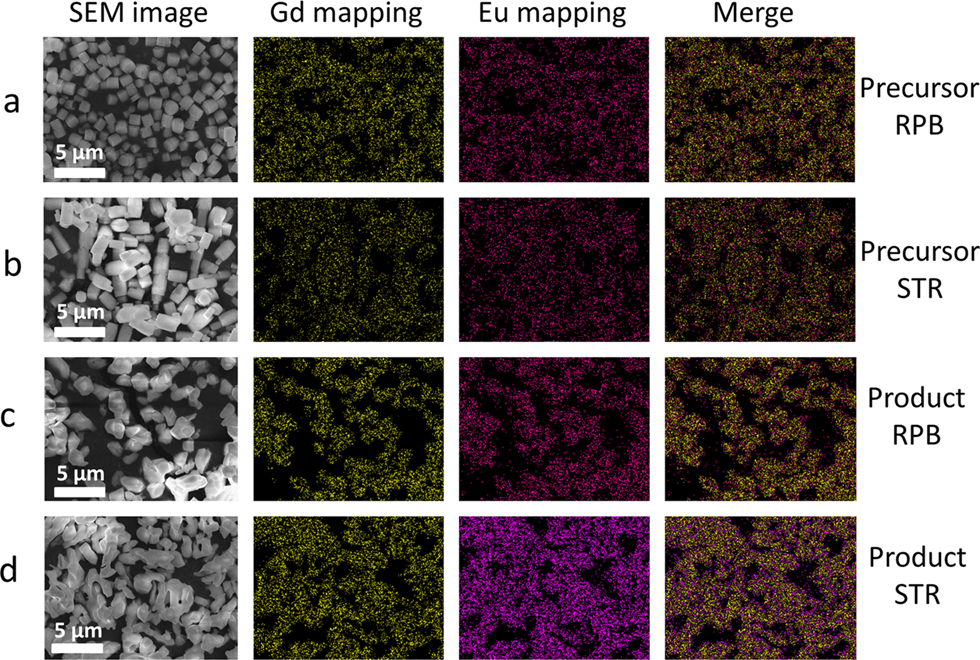 SEM image Gd mapping Eu mapping Merge
a
5 μm
Precursor
RPB
b
5 μm
Precursor
STR
c
5 μm
Product
RPB
d
5 μm
Product
STR